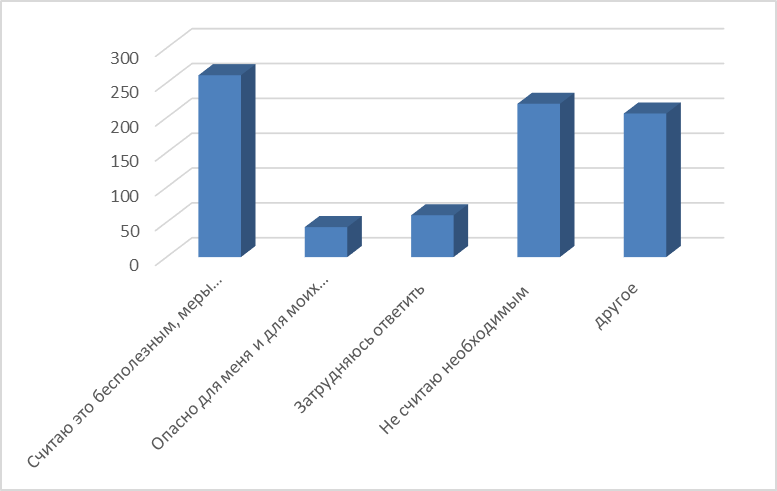 300
250
200
150
100
50
0
Считаю это бесполезным, меры...
Опасно для меня и для моих...
Затрудняюсь ответить
Не считаю необходимым
другое